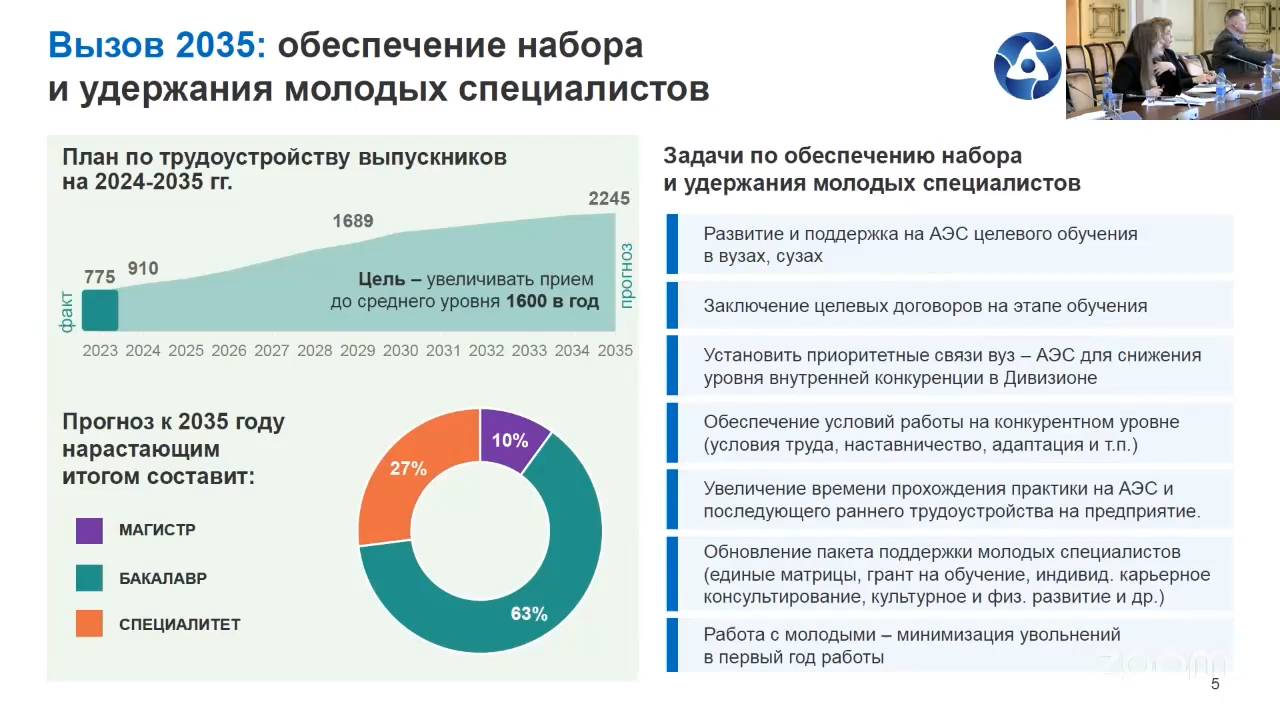 Вызов 2035: обеспечение набора
и удержания молодых специалистов
План по трудоустройству выпускников
на 2024-2035 гг.
2245
1689
910
775
Цель – увеличивать прием
до среднего уровня 1600 в год
факт
прогноз
2023 2024 2025 2026 2027 2028 2029 2030 2031 2032 2033 2034 2035
Прогноз к 2035 году
нарастающим
итогом составит:
МАГИСТР
БАКАЛАВР
СПЕЦИАЛИТЕТ
10%
27%
63%
Задачи по обеспечению набора
и удержания молодых специалистов
Развитие и поддержка на АЭС целевого обучения
в вузах, сузах
Заключение целевых договоров на этапе обучения
Установить приоритетные связи вуз – АЭС для снижения
уровня внутренней конкуренции в Дивизионе
Обеспечение условий работы на конкурентном уровне
(условия труда, наставничество, адаптация и т.п.)
Увеличение времени прохождения практики на АЭС и
последующего раннего трудоустройства на предприятие.
Обновление пакета поддержки молодых специалистов
(единые матрицы, грант на обучение, индивид. карьерное
консультирование, культурное и физ. развитие и др.)
Работа с молодыми – минимизация увольнений
в первый год работы
zoom
5